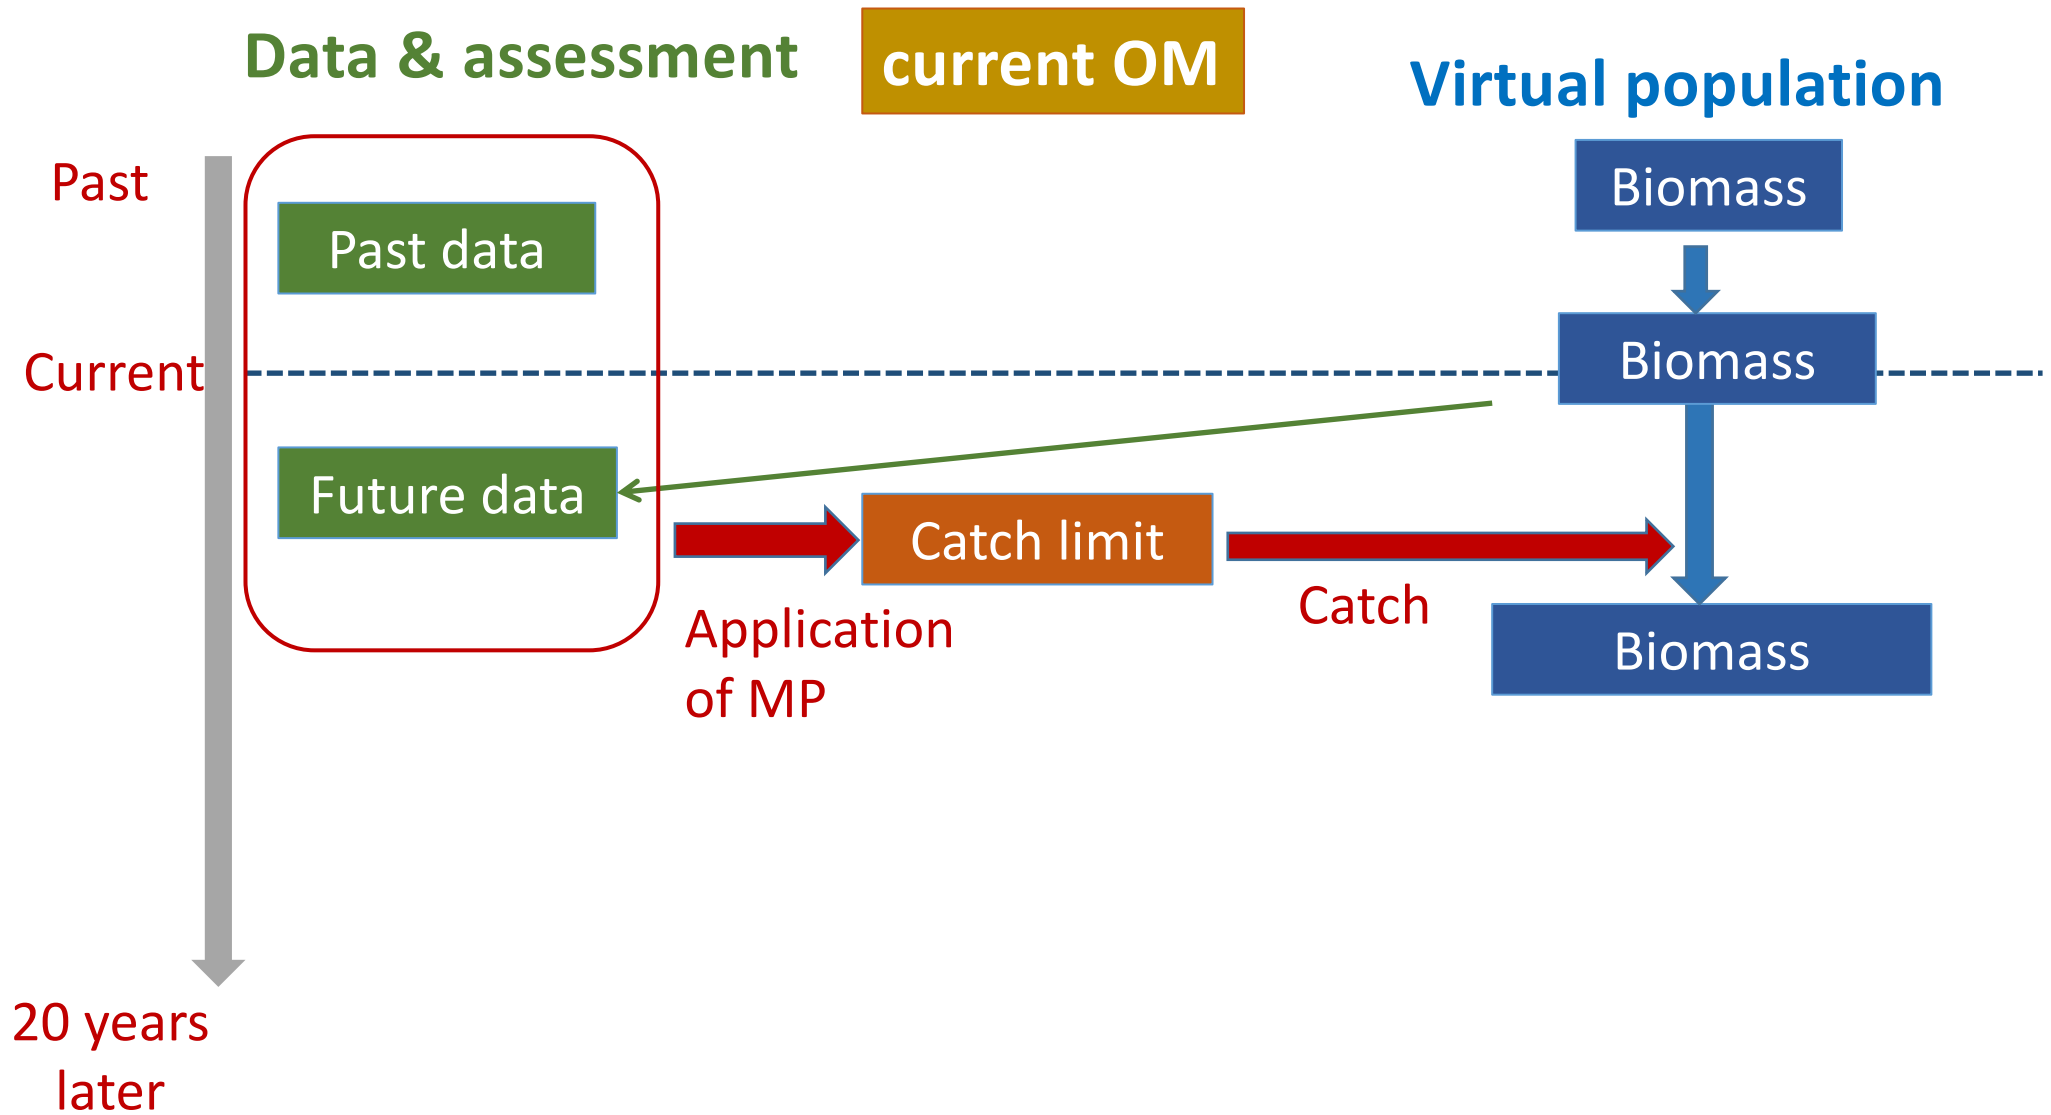 Data & assessment
current OM
Virtual population
Past
Biomass
Past data
Current
Biomass
Future data
Catch limit
Application
of MP
Catch
Biomass
20 years
later